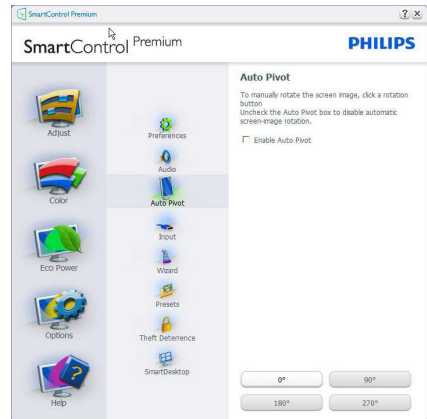 SmartControl Premium
SmartControl Premium
PHILIPS
Adjust
Color
Eco Power
Options
Help
Preferences
Audio
Auto Pivot
Input
Wizard
Presets
Theft Deterrence
SmartDesktop
Auto Pivot
To manually rotate the screen image, click a rotation
button
Uncheck the Auto Pivot box to disable automatic
screen-image rotation.
Enable Auto Pivot
0°
90°
180°
270°